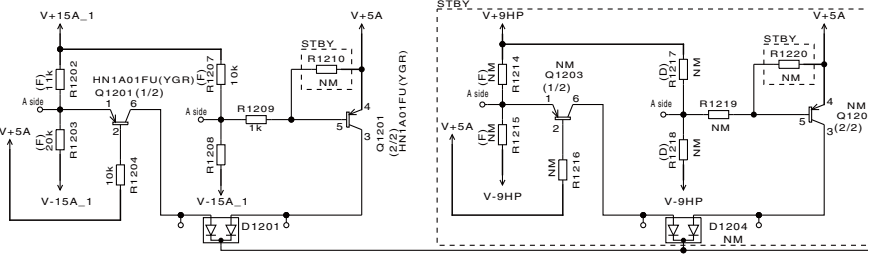 V+15A_1
V+5A
STBY
R1210
NM
(F)
11k
R1202
HN1A01FU(YGR)
Q1201(1/2)
R1207
10k
A side
1
6
2
A side
R1209
1k
4
5
3
Q1201
(2/2)
HN1A01FU(YGR)
V+5A
(F)
20k
R1203
10k
R1204
R1208
V-15A_1
V-15A_1
D1201
STBY
V+9HP
V+5A
STBY
R1220
NM
(F)
NM
R1214
NM
Q1203
(1/2)
(D)
NM
R1217
A side
1
6
2
A side
R1219
NM
4
5
3
NM
Q120
(2/2)
V+5A
(F)
NM
R1215
NM
R1216
(D)
NM
R1218
V-9HP
V-9HP
D1204
NM